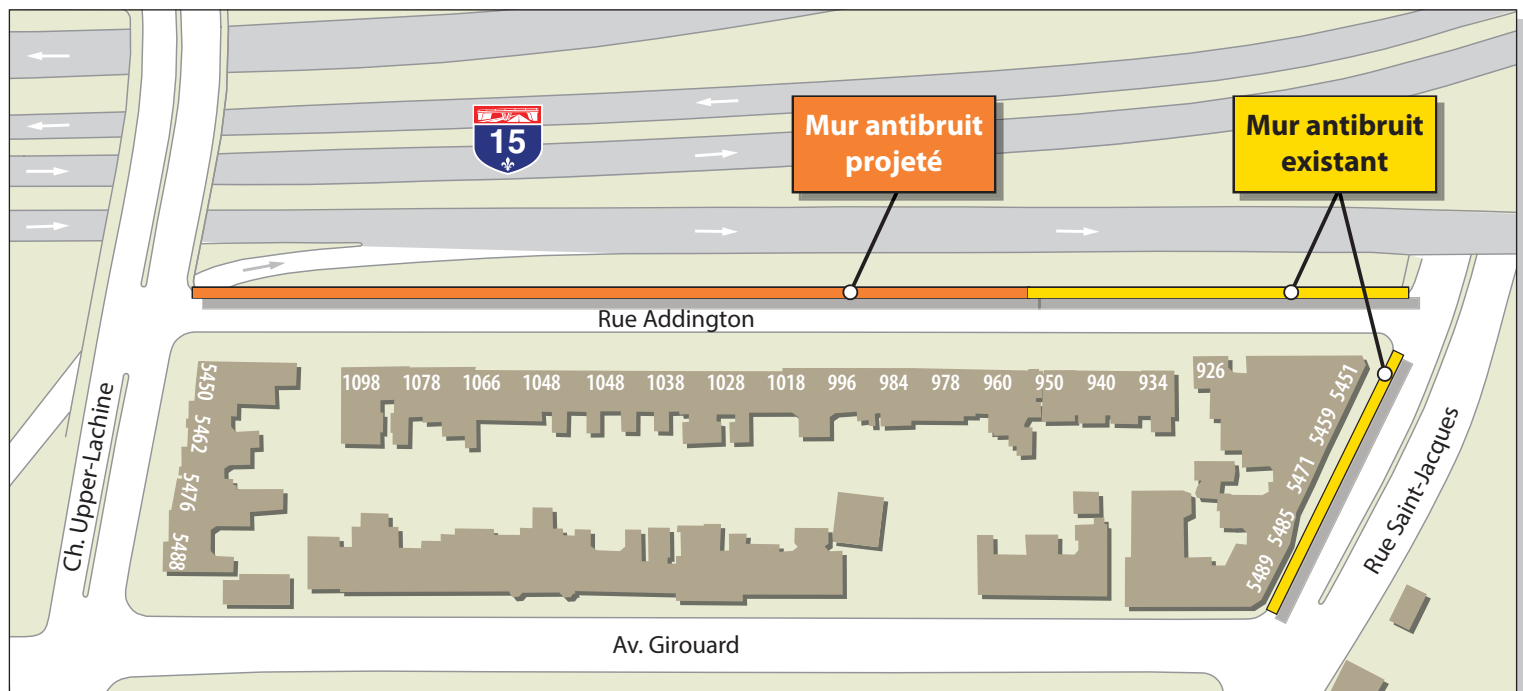 15
Mur antibruit
projeté
Mur antibruit
existant
Rue Addington
Ch. Upper-Lachine
5450
5462
5476
5488
1098 1078 1066 1048 1048 1038 1028 1018 996 984 978 960 950 940 934
926
5451
5459
5471
5485
5489
Rue Saint-Jacques
Av. Girouard